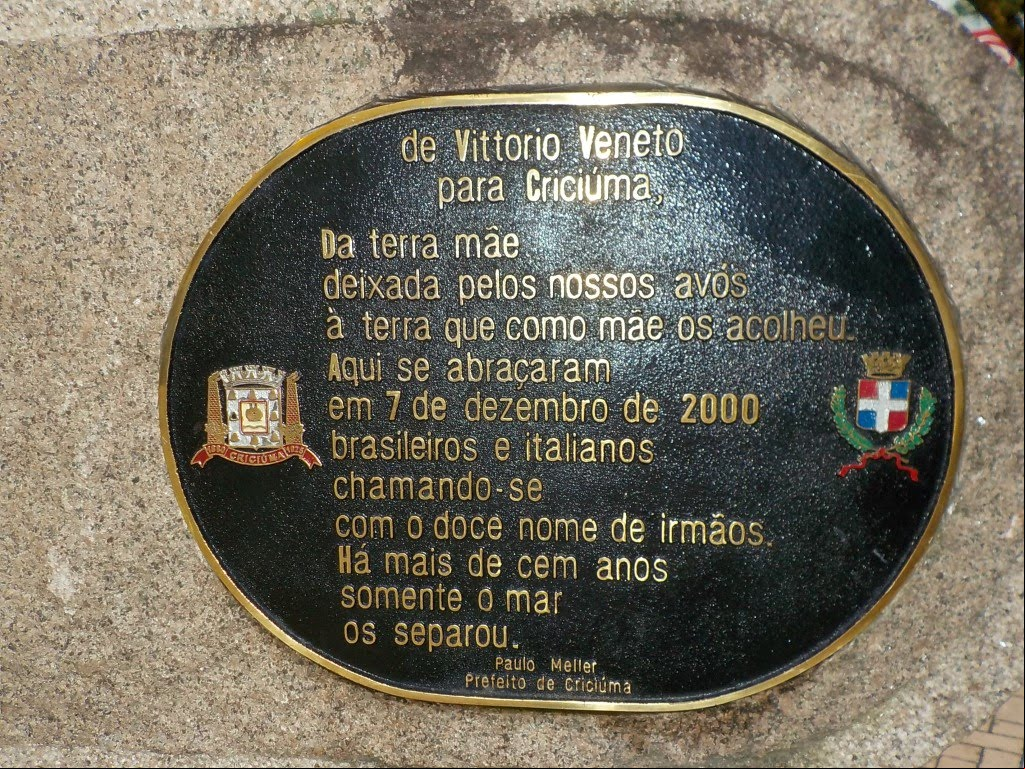 de Vittorio Veneto
para Criciúma,
Da terra mãe
deixada pelos nossos avós
à terra que como mãe os acolheu.
Aqui se abraçaram
em 7 de dezembro de 2000
brasileiros e italianos
chamando-se
com o doce nome de irmãos.
Há mais de cem anos
somente o mar
os separou.
Paulo Meller
Prefeito de Criciúma
CRICIÚMA